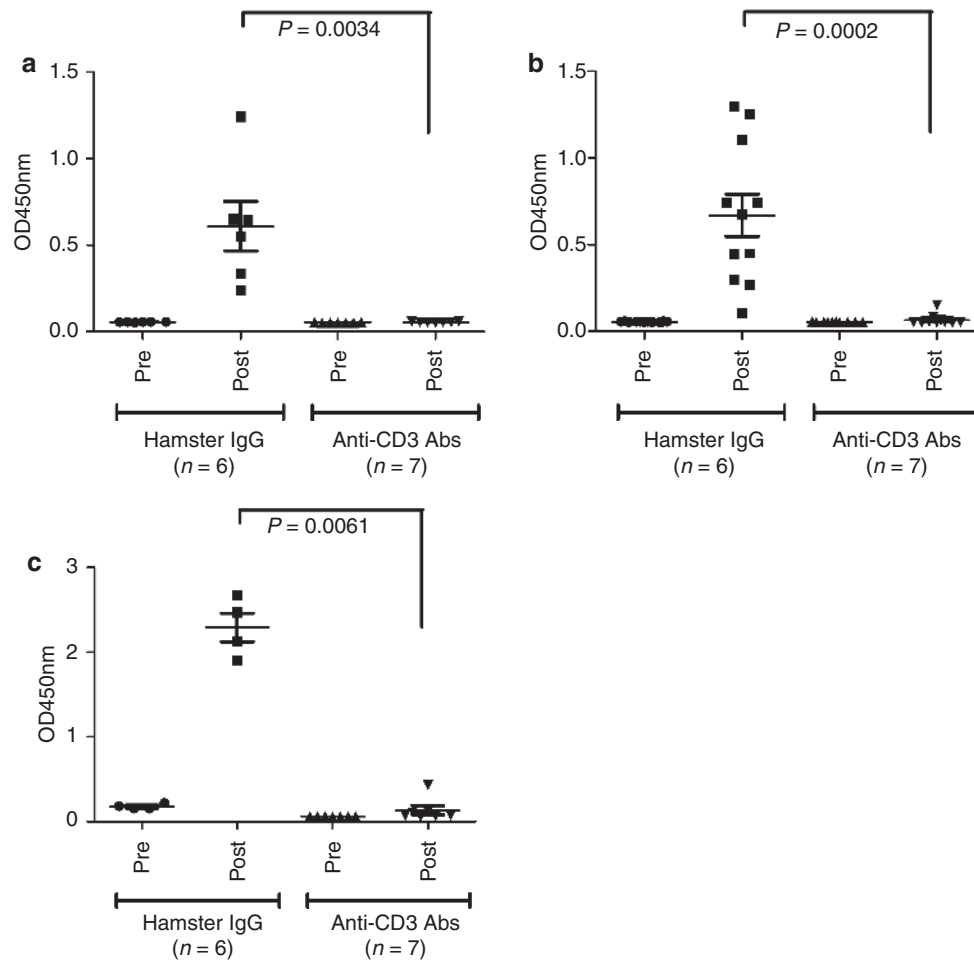 P = 0.0034
a
1.5
1.0
0.5
0.0
OD450nm
Pre
Post
Pre
Post
Hamster IgG
(n = 6)
Anti-CD3 Abs
(n = 7)
P = 0.0002
b
1.5
1.0
0.5
0.0
OD450nm
Pre
Post
Pre
Post
Hamster IgG
(n = 6)
Anti-CD3 Abs
(n = 7)
P = 0.0061
c
3
2
1
0
OD450nm
Pre
Post
Pre
Post
Hamster IgG
(n = 6)
Anti-CD3 Abs
(n = 7)